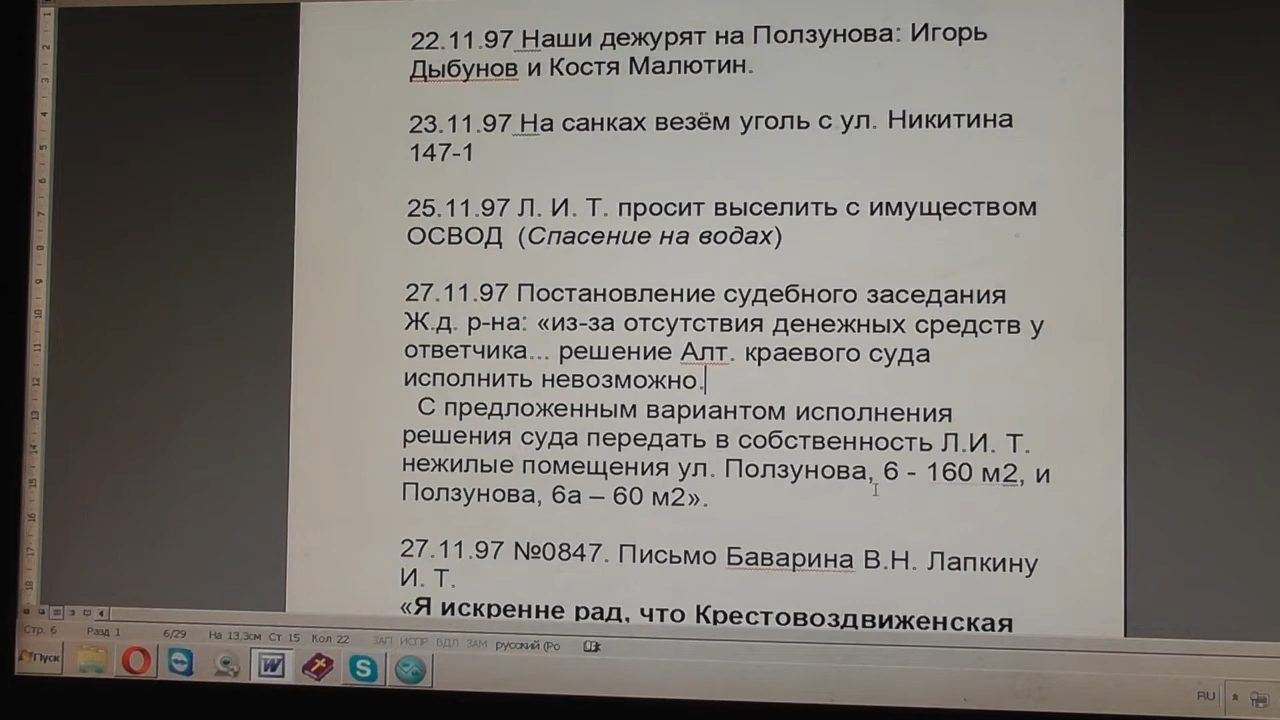 22.11.97 Наши дежурят на Ползунова: Игорь
Дыбунов и Костя Малютин.
23.11.97 На санках везём уголь с ул. Никитина
147-1
25.11.97 Л. И. Т. просит выселить с имуществом
ОСВОД (Спасение на водах)
27.11.97 Постановление судебного заседания
Ж.д. р-на: «из-за отсутствия денежных средств у
ответчика... решение Алт. краевого суда
исполнить невозможно.
С предложенным вариантом исполнения
решения суда передать в собственность Л.И. Т.
нежилые помещения ул. Ползунова, 6 - 160 м2, и
Ползунова, 6а – 60 м2».
27.11.97 №0847. Письмо Баварина В.Н. Лапкину
И. Т.
«Я искренне рад, что Крестовоздвиженская
Стр. 6 Разд 1 6/29 На 13,3см Ст 15 Кол 22 ЗАП ИСПР ВДЛ ЗАМ русский (Ро
Пуск
RU